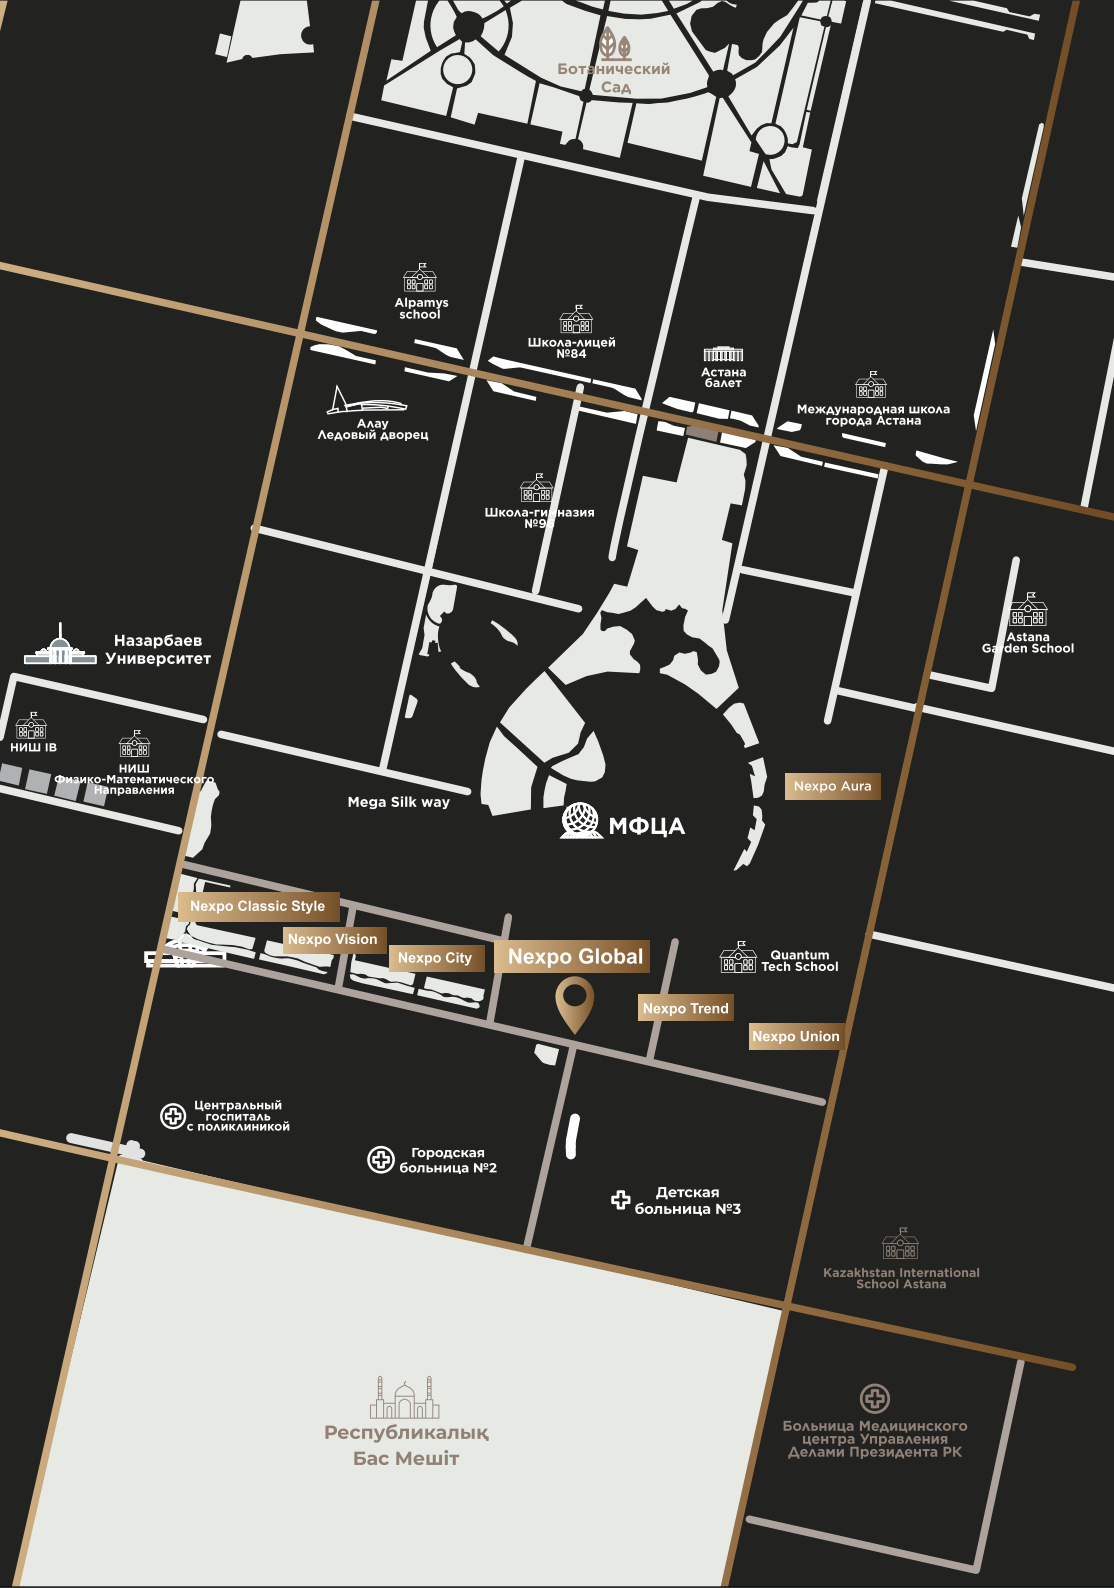 Ботанический
Сад
Alpamys
school
Школа-лицей
№84
Астана
балет
Международная школа
города Астана
Алау
Ледовый дворец
Школа-гимназия
№96
Astana
Garden School
Назарбаев
Университет
НИШ IB
НИШ
Физико-Математического
Направления
Mega Silk way
МФЦА
Nexpo Aura
Nexpo Classic Style
Nexpo Vision
Nexpo City
Nexpo Global
Quantum
Tech School
Nexpo Trend
Nexpo Union
Центральный
госпиталь
с поликлиникой
Городская
больница №2
Детская
больница №3
Kazakhstan International
School Astana
Республикалық
Бас Мешіт
Больница Медицинского
центра Управления
Делами Президента РК